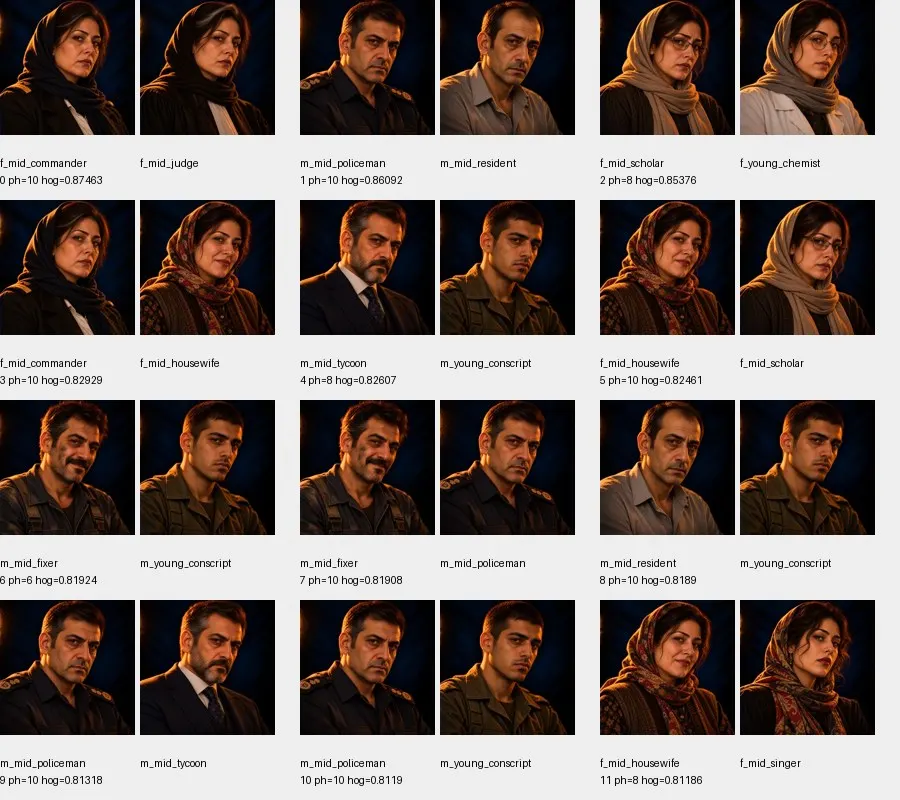 f_mid_commander f_mid_judge
0 ph=10 hog=0.87463
m_mid_policeman m_mid_resident
1 ph=10 hog=0.86092
f_mid_scholar f_young_chemist
2 ph=8 hog=0.85376
f_mid_commander f_mid_housewife
3 ph=10 hog=0.82929
m_mid_tycoon m_young_conscript
4 ph=8 hog=0.82607
f_mid_housewife f_mid_scholar
5 ph=10 hog=0.82461
m_mid_fixer m_young_conscript
6 ph=6 hog=0.81924
m_mid_fixer m_mid_policeman
7 ph=10 hog=0.81908
m_mid_resident m_young_conscript
8 ph=10 hog=0.8189
m_mid_policeman m_mid_tycoon
9 ph=10 hog=0.81318
m_mid_policeman m_young_conscript
10 ph=10 hog=0.8119
f_mid_housewife f_mid_singer
11 ph=8 hog=0.81186